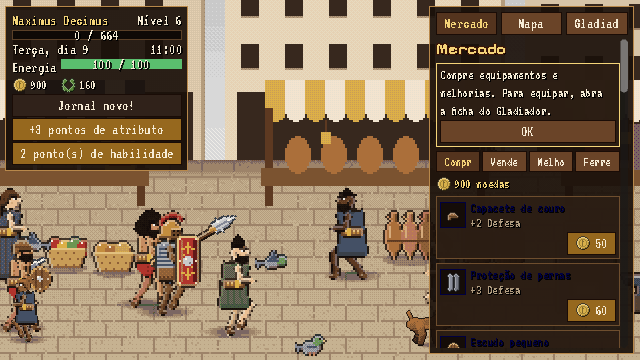 Maximus Decimus Nível 6
0 / 664
Terça, dia 9 11:00
Energia 100 / 100
900 160
Jornal novo!
+3 pontos de atributo
2 ponto(s) de habilidade
Mercado Mapa Gladiad
Mercado
Compre equipamentos e
melhorias. Para equipar, abra
a ficha do Gladiador.
OK
Compr Vende Melho Ferre
900 moedas
Capacete de couro
+2 Defesa
50
Proteção de pernas
+3 Defesa
60
Escudo pequeno